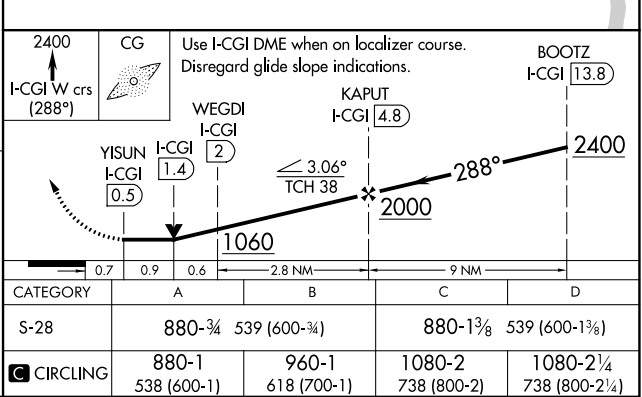 2400
I-CGI W crs
(288°)
CG
Use I-CGI DME when on localizer course.
Disregard glide slope indications.
BOOTZ
I-CGI 13.8
KAPUT
I-CGI 4.8
WEGDI
I-CGI
2
I-CGI
1.4
YISUN
I-CGI
0.5
3.06°
TCH 38
288°
2400
2000
1060
0.7 0.9 0.6 2.8 NM 9 NM
CATEGORY A B C D
S-28 880-¾ 539 (600-¾) 880-1⅜ 539 (600-1⅜)
C CIRCLING 880-1 960-1 1080-2 1080-2¼
538 (600-1) 618 (700-1) 738 (800-2) 738 (800-2¼)